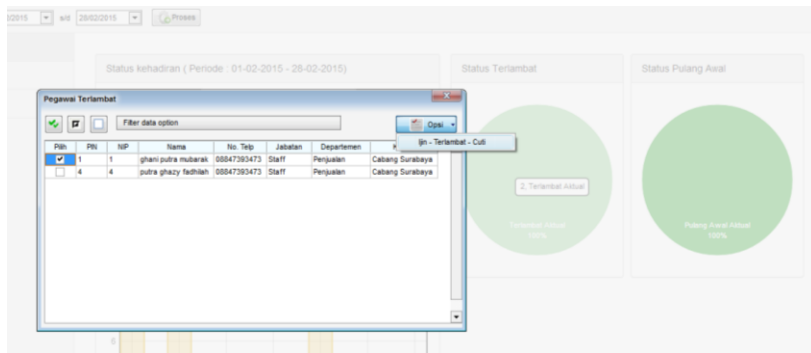 2015 s/d 28/02/2015 Proses
Status kehadiran ( Periode : 01-02-2015 - 28-02-2015)
Status Terlambat
Status Pulang Awal
Pegawai Terlambat
Filter data option
Opsi
Ijin - Terlambat - Cuti
Pilih PIN NIP Nama No. Telp Jabatan Departemen
1 1 ghani putra mubarak 08847393473 Staff Penjualan Cabang Surabaya
4 4 putra ghazy fadhilah 08847393473 Staff Penjualan Cabang Surabaya
2, Terlambat Aktual
Terlambat Aktual
100%
Pulang Awal Aktual
100%
6